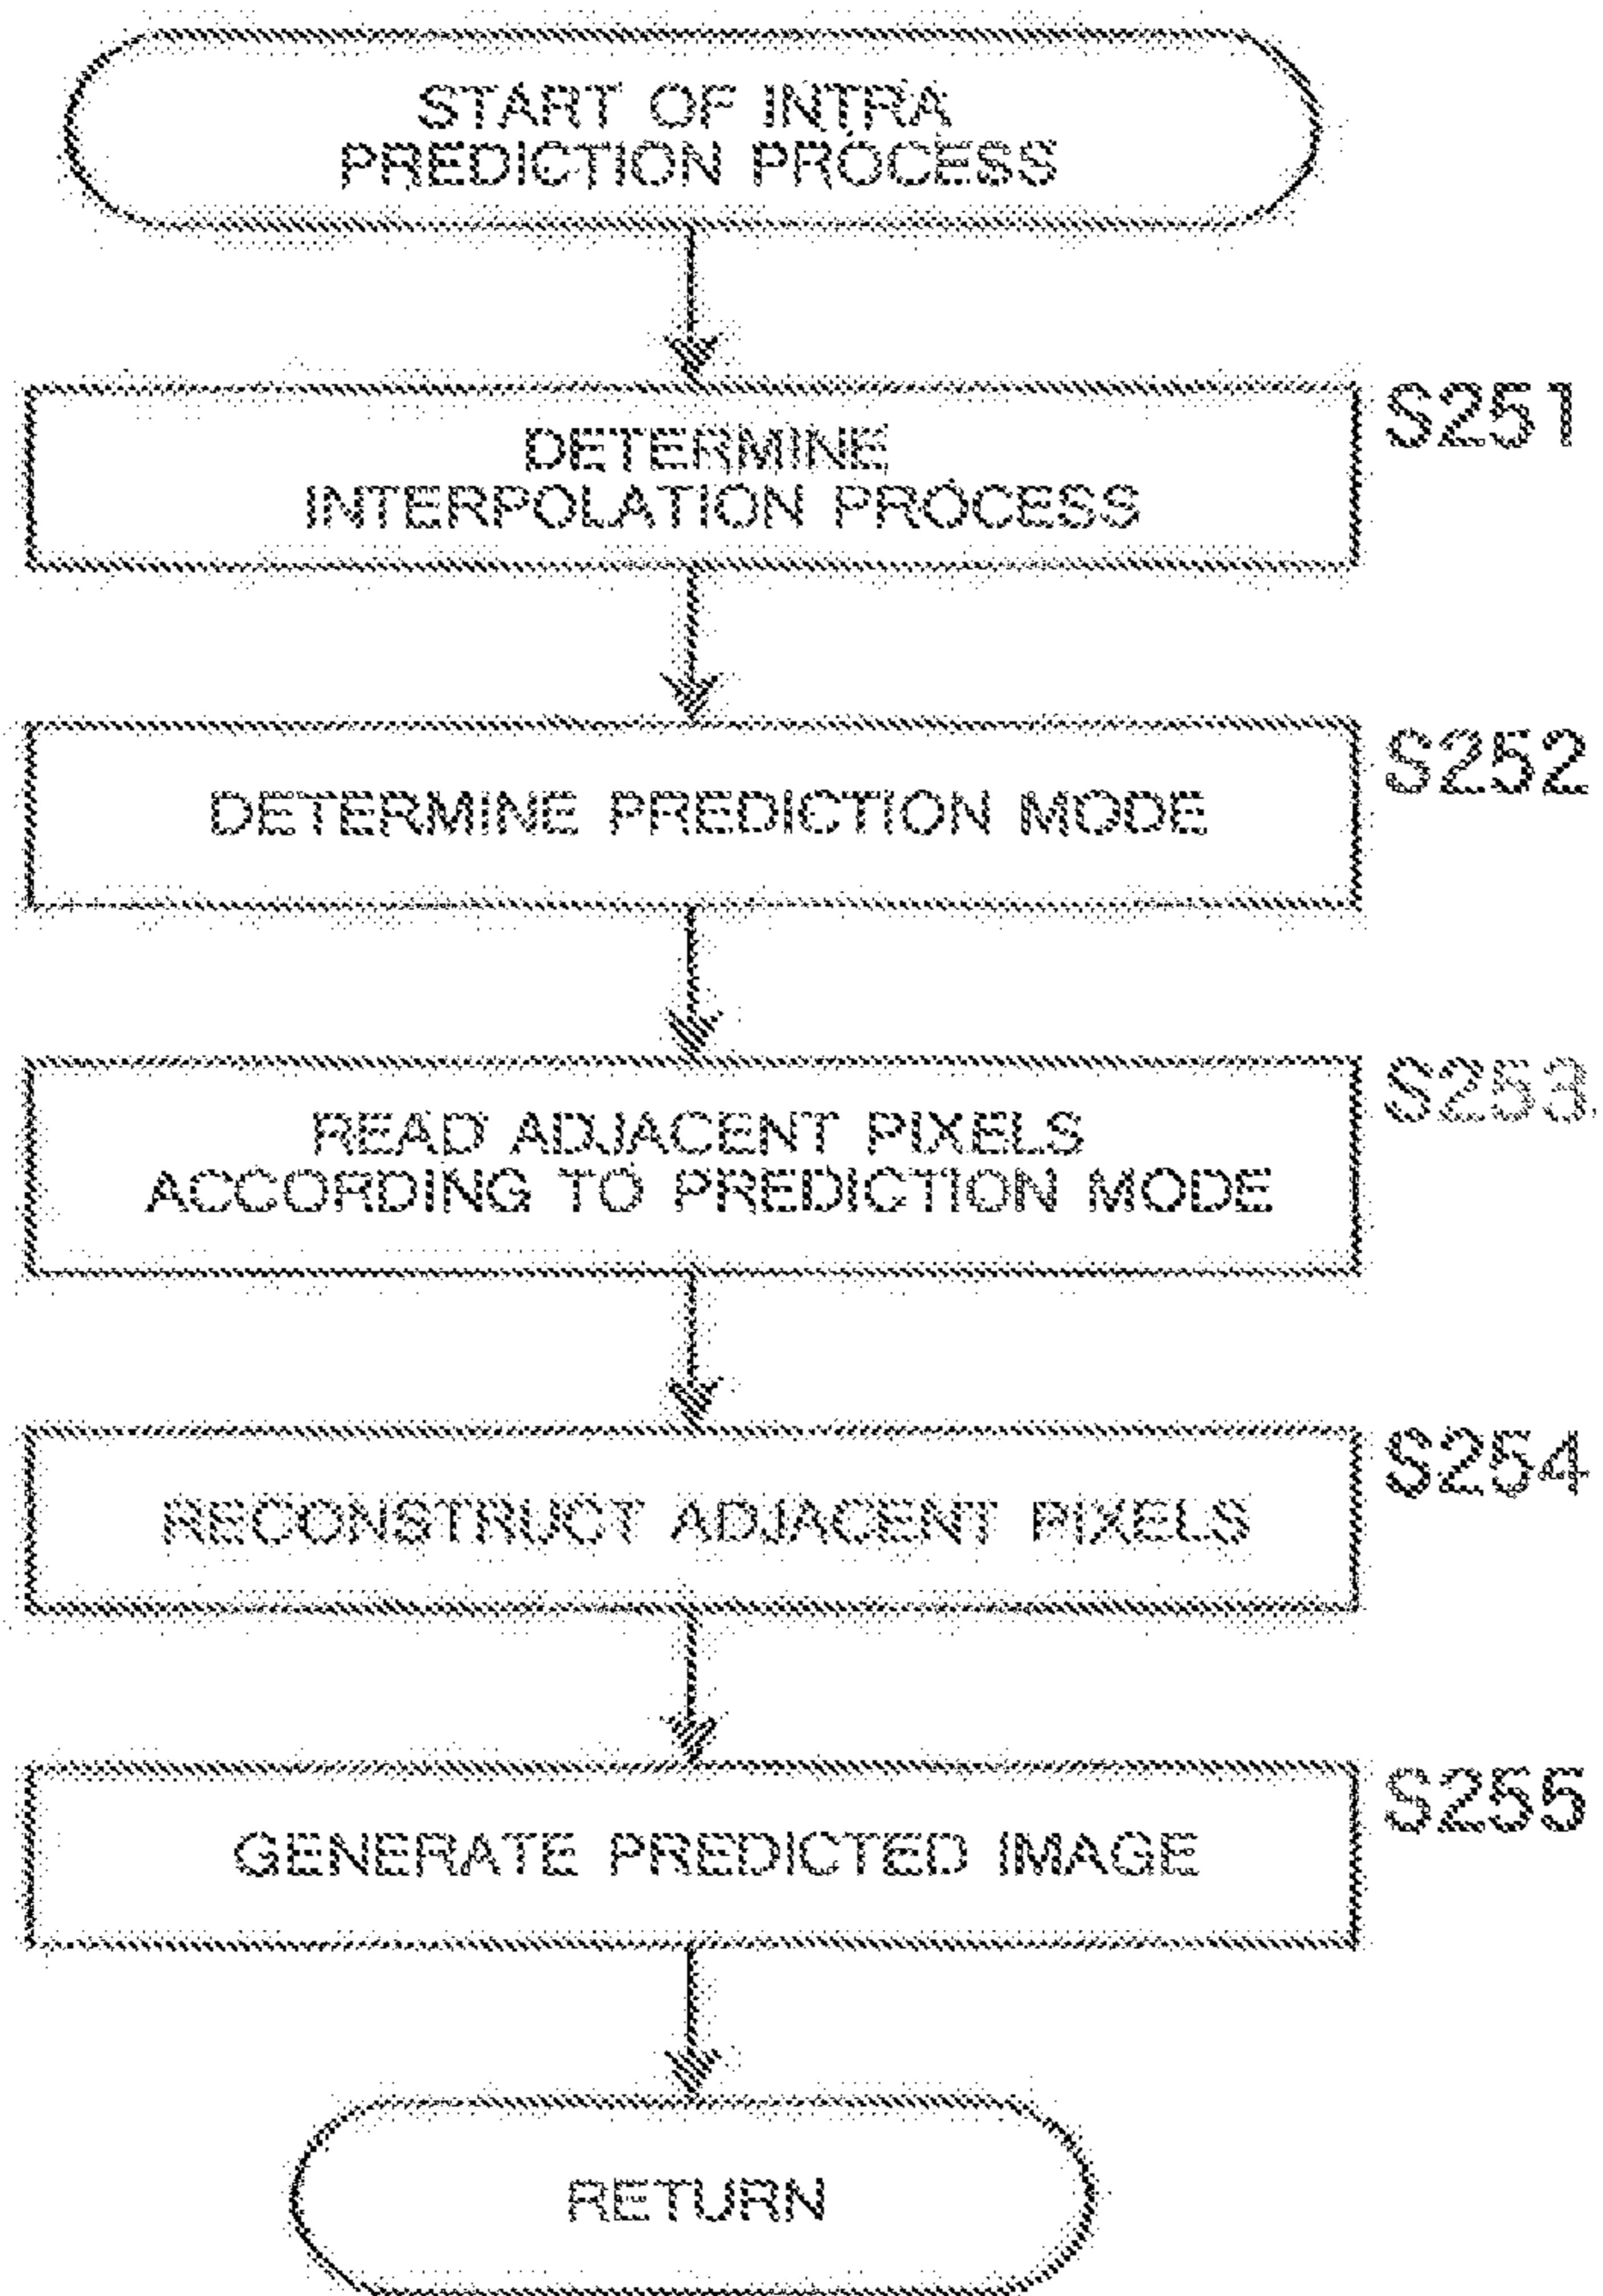 START OF INTRA
PREDICTION PROCESS
S251
DETERMINE
INTERPOLATION PROCESS
S252
DETERMINE PREDICTION MODE
S253
READ ADJACENT PIXELS
ACCORDING TO PREDICTION MODE
S254
RECONSTRUCT ADJACENT PIXELS
S255
GENERATE PREDICTED IMAGE
RETURN